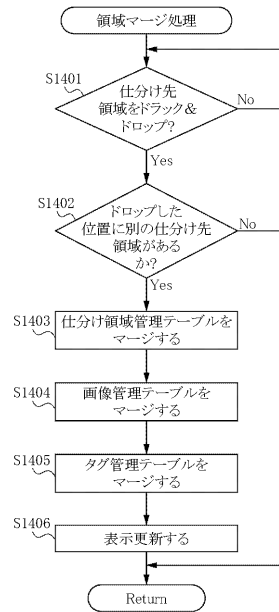 領域マージ処理
S1401
仕分け先
領域をドラック＆
ドロップ?
No
Yes
S1402
ドロップした
位置に別の仕分け先
領域がある
か?
No
Yes
S1403
仕分け領域管理テーブルを
マージする
S1404
画像管理テーブルを
マージする
S1405
タグ管理テーブルを
マージする
S1406
表示更新する
Return